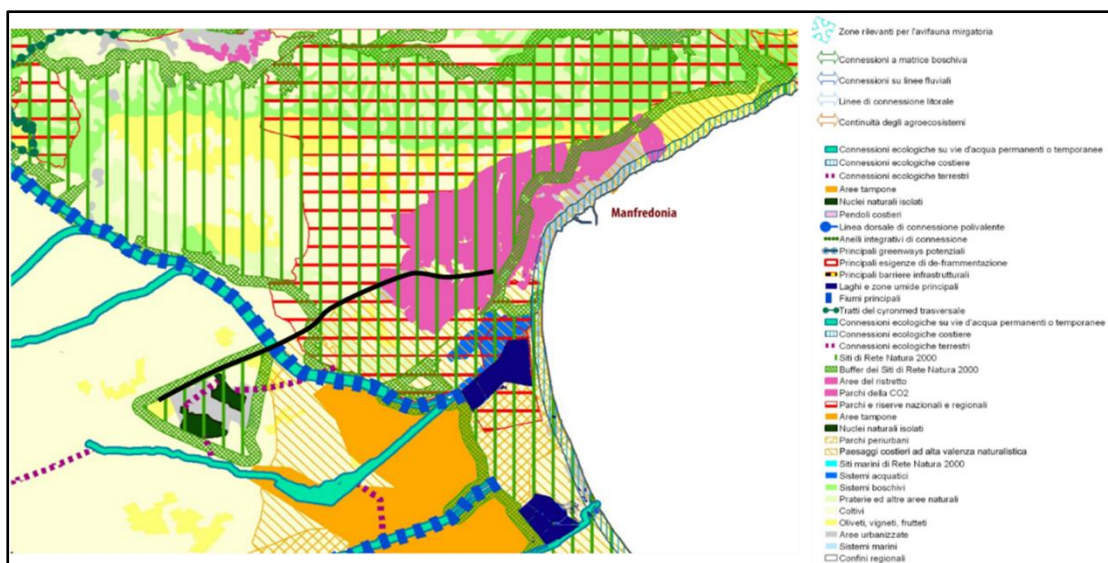 Manfredonia
Zone rilevanti per l'avifauna mirgatoria
Connessioni a matrice boschiva
Connessioni su linee fluviali
Linee di connessione litorale
Continuità degli agroecosistemi
Connessioni ecologiche su vie d'acqua permanenti o temporanee
Connessioni ecologiche costiere
Connessioni ecologiche terrestri
Aree tampone
Nuclei naturali isolati
Pendoli costieri
Linea dorsale di connessione polivalente
Anelli integrativi di connessione
Principali greenways potenziali
Principali esigenze di de-frammentazione
Principali barriere infrastrutturali
Laghi e zone umide principali
Fiumi principali
Tratti del cyronmed trasversale
Connessioni ecologiche su vie d'acqua permanenti o temporanee
Connessioni ecologiche costiere
Connessioni ecologiche terrestri
Siti di Rete Natura 2000
Buffer dei Siti di Rete Natura 2000
Aree del ristretto
Parchi della CO2
Parchi e riserve nazionali e regionali
Aree tampone
Nuclei naturali isolati
Parchi periurbani
Paesaggi costieri ad alta valenza naturalistica
Siti marini di Rete Natura 2000
Sistemi acquatici
Sistemi boschivi
Praterie ed altre aree naturali
Coltivi
Oliveti, vigneti, frutteti
Aree urbanizzate
Sistemi marini
Confini regionali